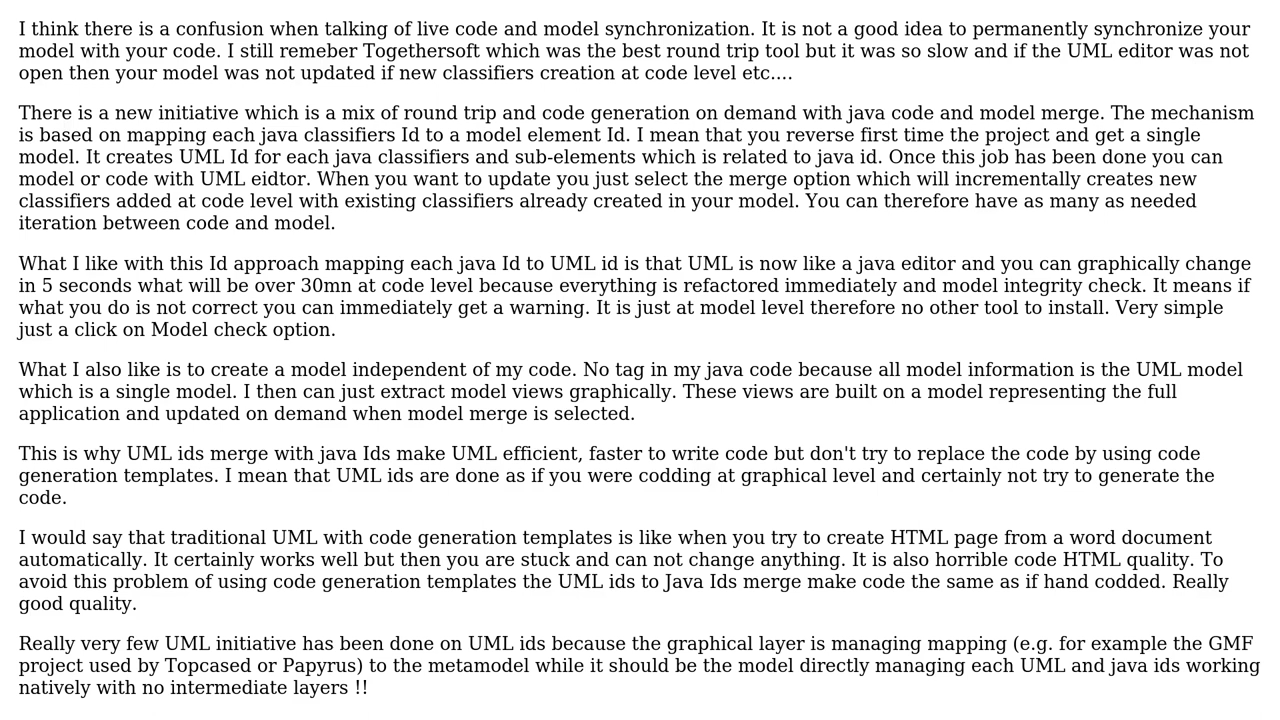 I think there is a confusion when talking of live code and model synchronization. It is not a good idea to permanently synchronize your
model with your code. I still remeber Togethersoft which was the best round trip tool but it was so slow and if the UML editor was not
open then your model was not updated if new classifiers creation at code level etc....
There is a new initiative which is a mix of round trip and code generation on demand with java code and model merge. The mechanism
is based on mapping each java classifiers Id to a model element Id. I mean that you reverse first time the project and get a single
model. It creates UML Id for each java classifiers and sub-elements which is related to java id. Once this job has been done you can
model or code with UML eidtor. When you want to update you just select the merge option which will incrementally creates new
classifiers added at code level with existing classifiers already created in your model. You can therefore have as many as needed
iteration between code and model.
What I like with this Id approach mapping each java Id to UML id is that UML is now like a java editor and you can graphically change
in 5 seconds what will be over 30mn at code level because everything is refactored immediately and model integrity check. It means if
what you do is not correct you can immediately get a warning. It is just at model level therefore no other tool to install. Very simple
just a click on Model check option.
What I also like is to create a model independent of my code. No tag in my java code because all model information is the UML model
which is a single model. I then can just extract model views graphically. These views are built on a model representing the full
application and updated on demand when model merge is selected.
This is why UML ids merge with java Ids make UML efficient, faster to write code but don't try to replace the code by using code
generation templates. I mean that UML ids are done as if you were codding at graphical level and certainly not try to generate the
code.
I would say that traditional UML with code generation templates is like when you try to create HTML page from a word document
automatically. It certainly works well but then you are stuck and can not change anything. It is also horrible code HTML quality. To
avoid this problem of using code generation templates the UML ids to Java Ids merge make code the same as if hand codded. Really
good quality.
Really very few UML initiative has been done on UML ids because the graphical layer is managing mapping (e.g. for example the GMF
project used by Topcased or Papyrus) to the metamodel while it should be the model directly managing each UML and java ids working
natively with no intermediate layers !!